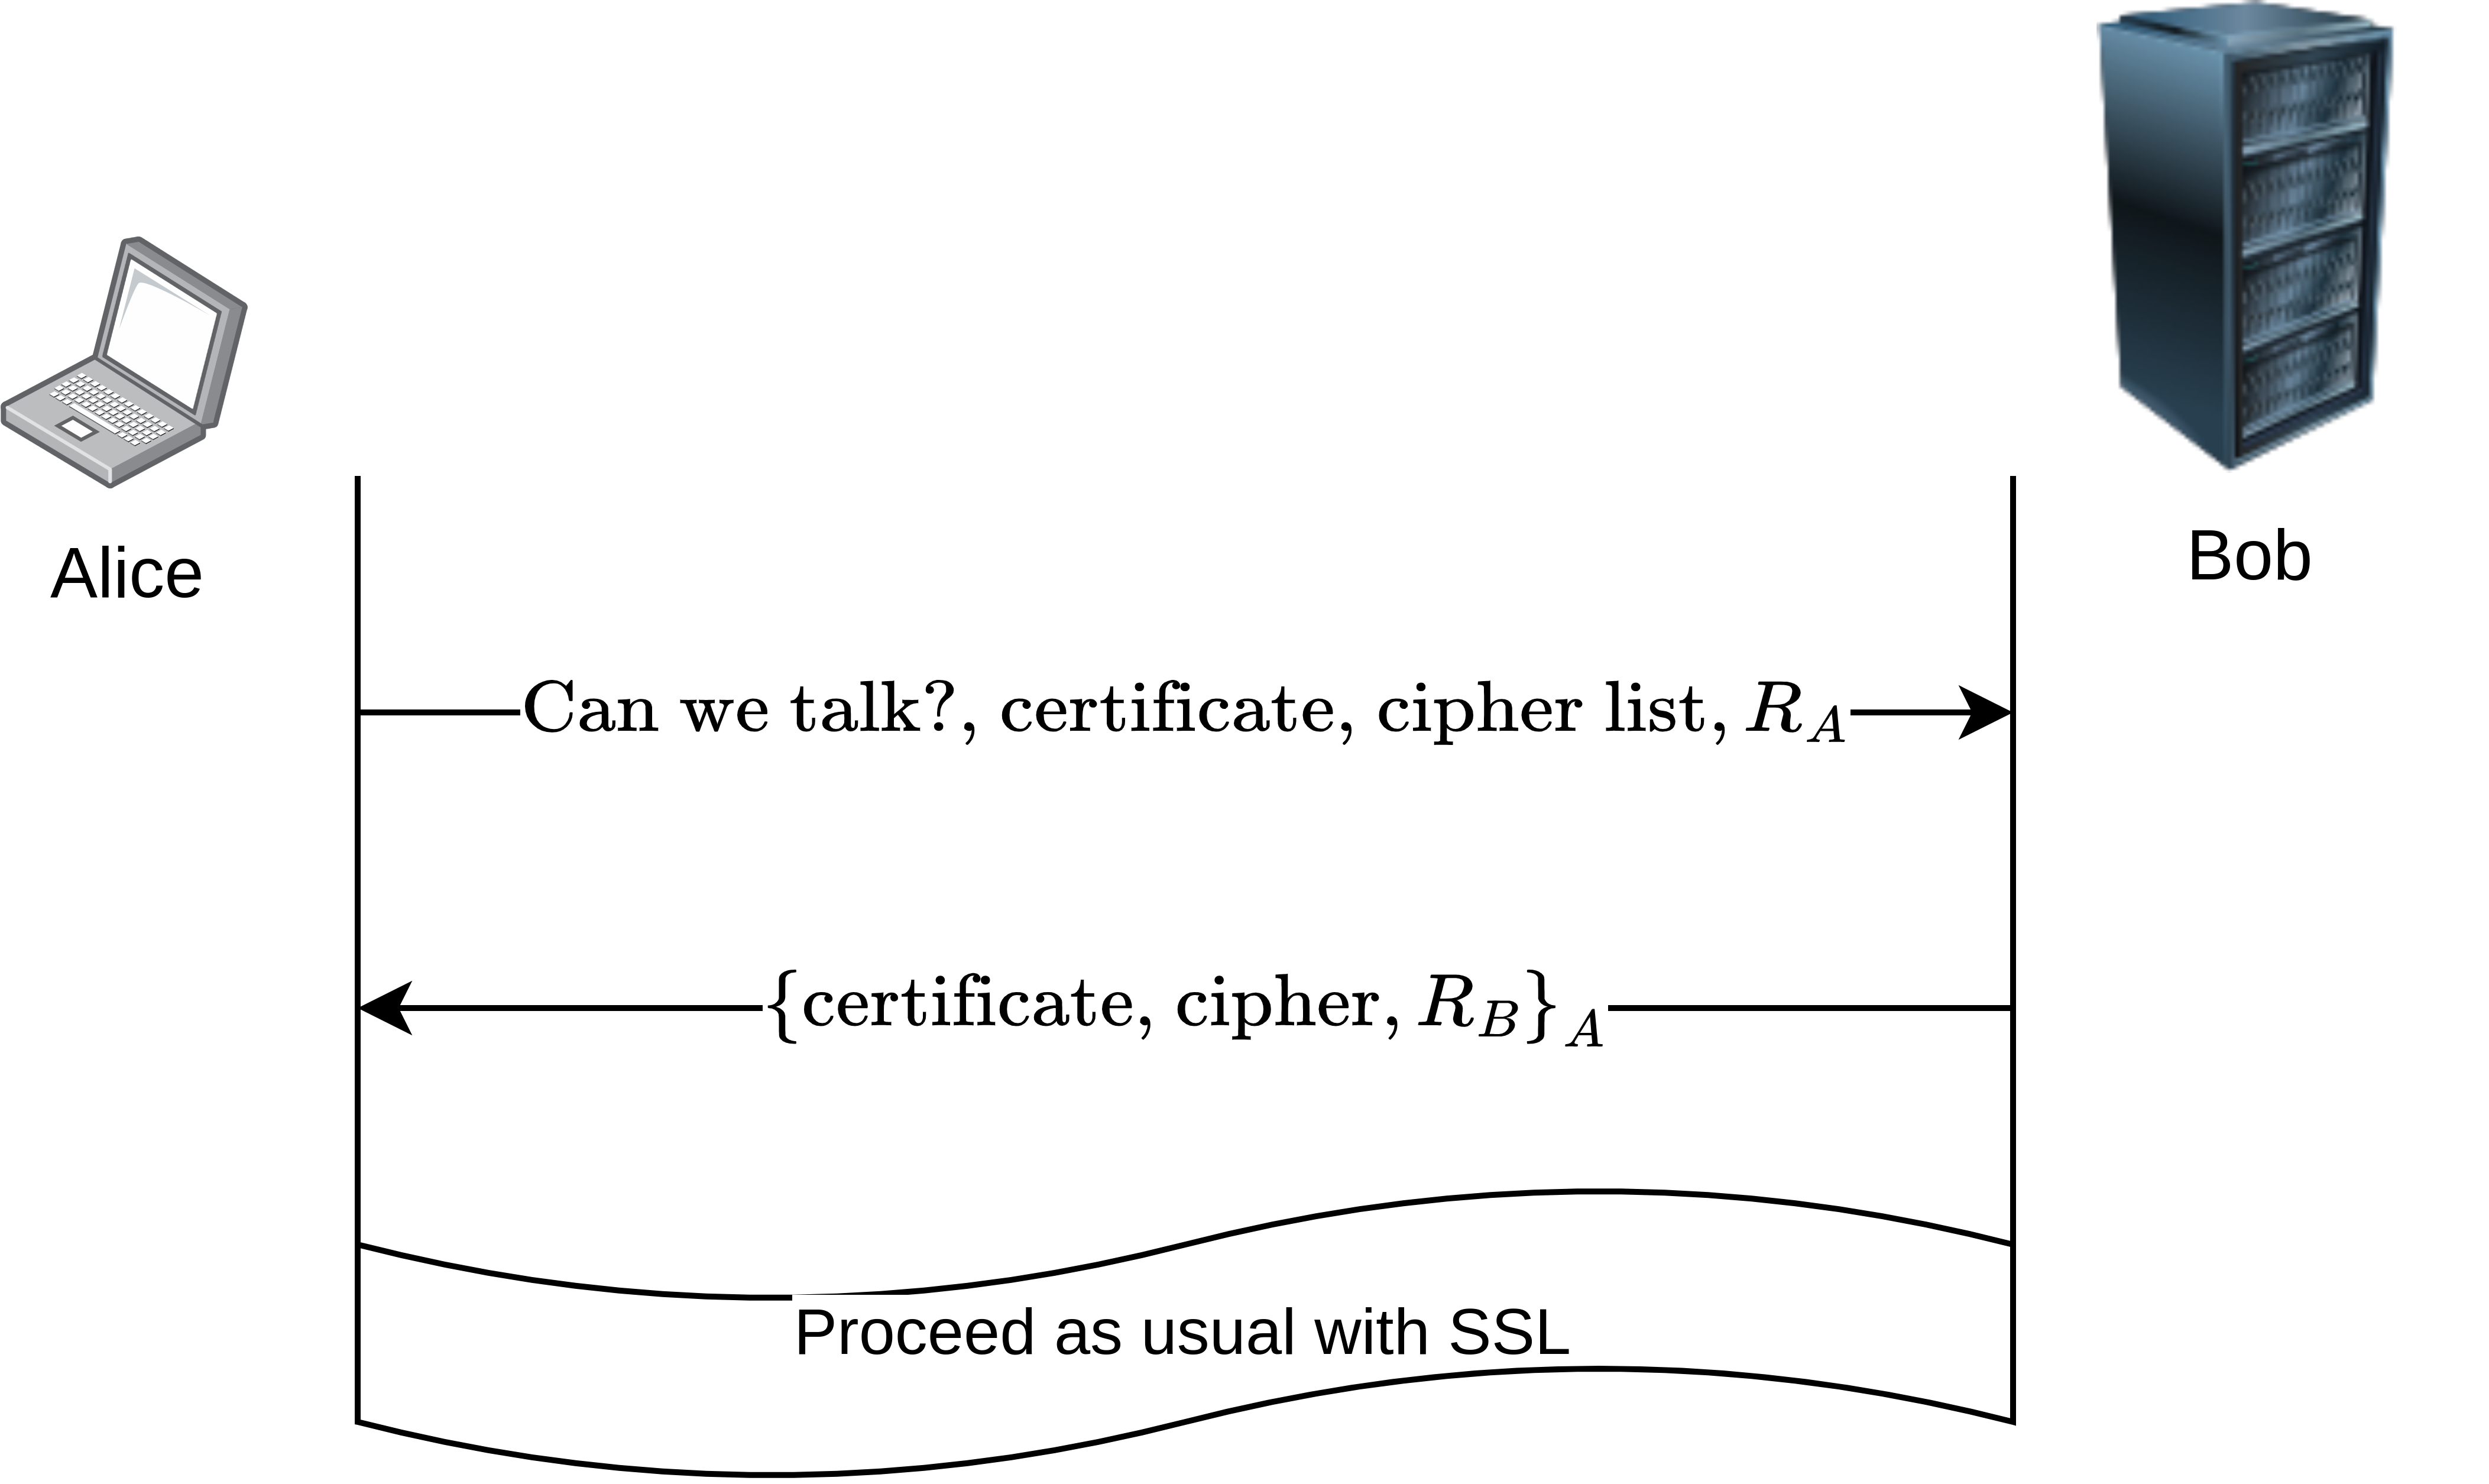 Alice
Bob
Can we talk?, certificate, cipher list, R_A
{certificate, cipher, R_B}_A
Proceed as usual with SSL